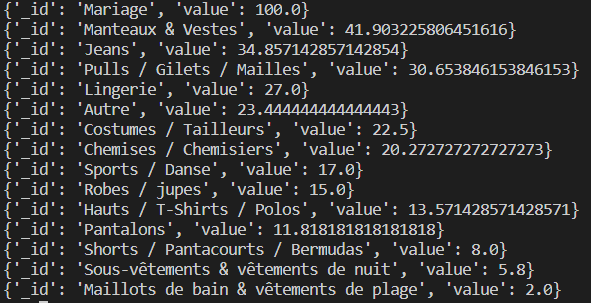 {'_id': 'Mariage', 'value': 100.0}
{'_id': 'Manteaux & Vestes', 'value': 41.903225806451616}
{'_id': 'Jeans', 'value': 34.857142857142854}
{'_id': 'Pulls / Gilets / Mailles', 'value': 30.653846153846153}
{'_id': 'Lingerie', 'value': 27.0}
{'_id': 'Autre', 'value': 23.444444444444443}
{'_id': 'Costumes / Tailleurs', 'value': 22.5}
{'_id': 'Chemises / Chemisiers', 'value': 20.272727272727273}
{'_id': 'Sports / Danse', 'value': 17.0}
{'_id': 'Robes / jupes', 'value': 15.0}
{'_id': 'Hauts / T-Shirts / Polos', 'value': 13.571428571428571}
{'_id': 'Pantalons', 'value': 11.818181818181818}
{'_id': 'Shorts / Pantacourts / Bermudas', 'value': 8.0}
{'_id': 'Sous-vêtements & vêtements de nuit', 'value': 5.8}
{'_id': 'Maillots de bain & vêtements de plage', 'value': 2.0}